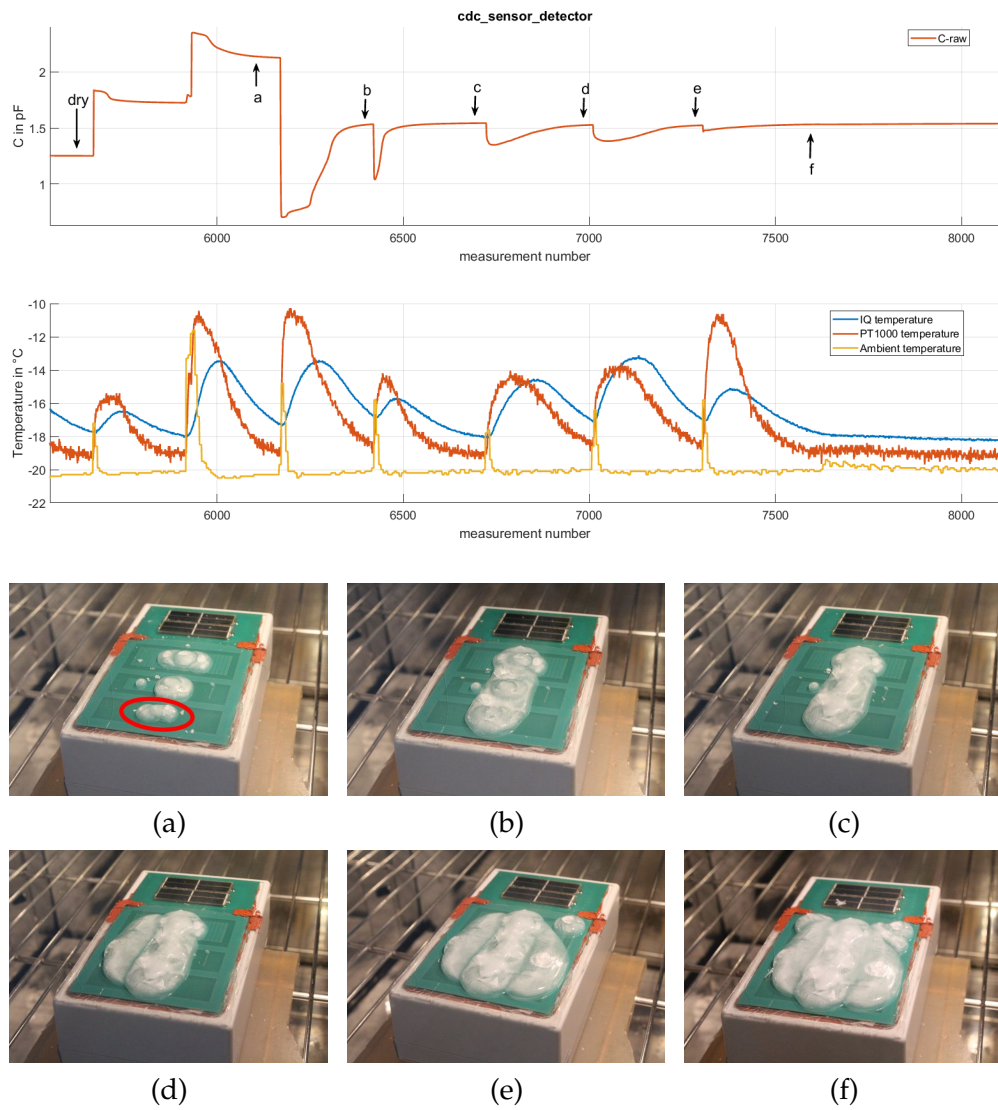 cdc_sensor_detector
C-raw
C in pF
2
1.5
1
dry
a
b
c
d
e
f
6000 6500 7000 7500 8000
measurement number
IQ temperature
PT1000 temperature
Ambient temperature
Temperature in °C
-10
-12
-14
-16
-18
-20
-22
6000 6500 7000 7500 8000
measurement number
(a) (b) (c)
(d) (e) (f)